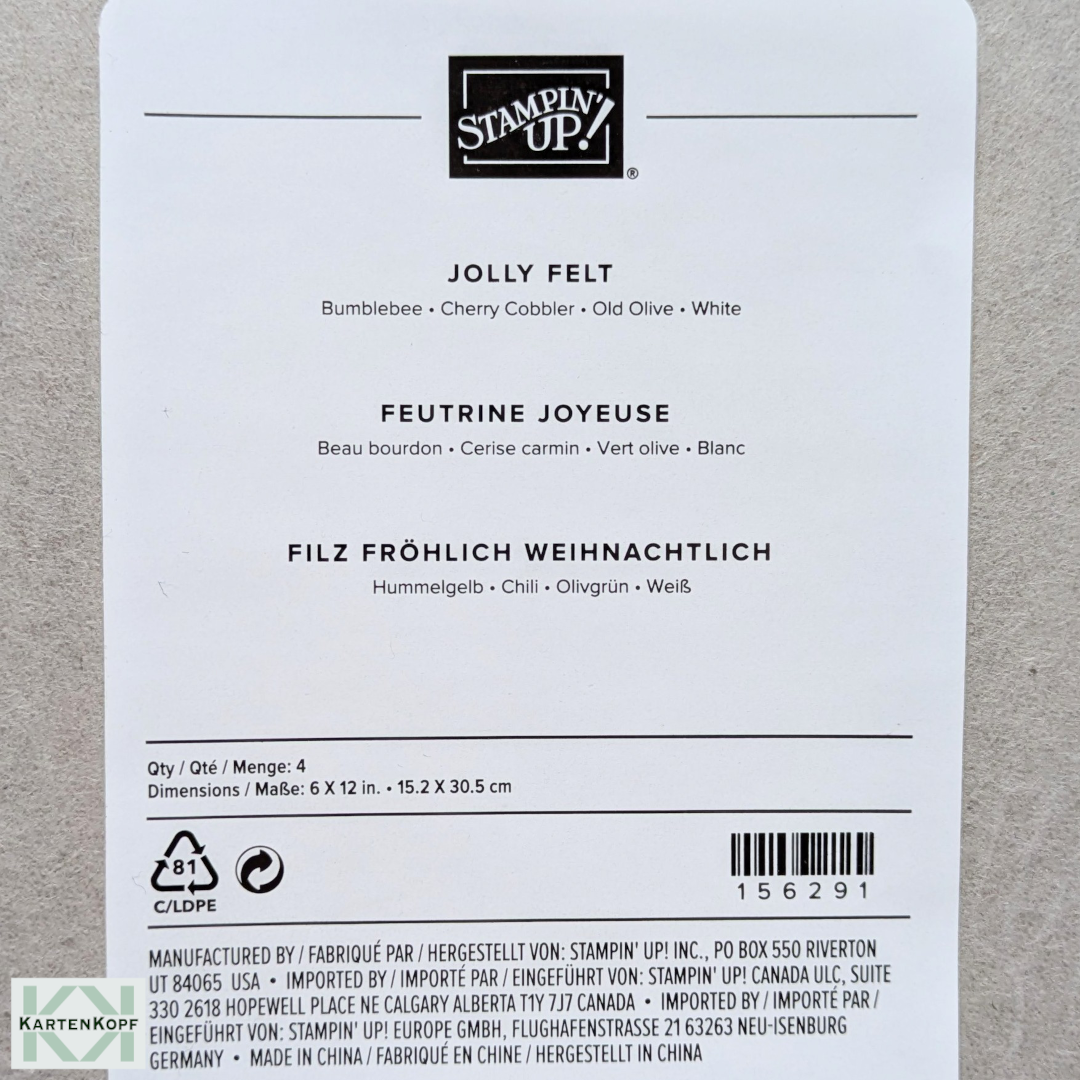 STAMPIN' UP!
®
JOLLY FELT
Bumblebee • Cherry Cobbler • Old Olive • White
FEUTRINE JOYEUSE
Beau bourdon • Cerise carmin • Vert olive • Blanc
FILZ FRÖHLICH WEIHNACHTLICH
Hummelgelb • Chili • Olivgrün • Weiß
Qty / Qté / Menge: 4
Dimensions / Maße: 6 X 12 in. • 15.2 X 30.5 cm
81
C/LDPE
156291
MANUFACTURED BY / FABRIQUÉ PAR / HERGESTELLT VON: STAMPIN' UP! INC., PO BOX 550 RIVERTON
UT 84065 USA • IMPORTED BY / IMPORTÉ PAR / EINGEFÜHRT VON: STAMPIN' UP! CANADA ULC, SUITE
330 2618 HOPEWELL PLACE NE CALGARY ALBERTA T1Y 7J7 CANADA • IMPORTED BY / IMPORTÉ PAR /
EINGEFÜHRT VON: STAMPIN' UP! EUROPE GMBH, FLUGHAFENSTRASSE 21 63263 NEU-ISENBURG
GERMANY • MADE IN CHINA / FABRIQUÉ EN CHINE / HERGESTELLT IN CHINA
KK
KARTENKOPF